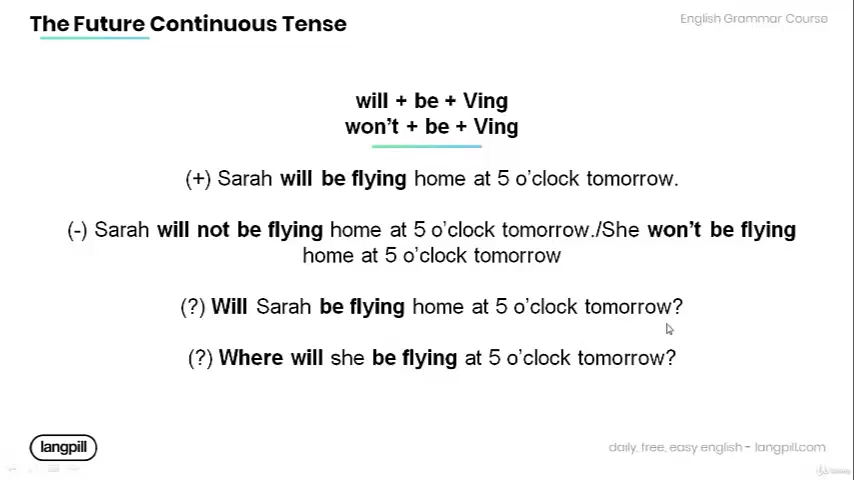 The Future Continuous Tense
English Grammar Course
will + be + Ving
won't + be + Ving
(+) Sarah will be flying home at 5 o'clock tomorrow.
(-) Sarah will not be flying home at 5 o'clock tomorrow./She won't be flying
home at 5 o'clock tomorrow
(?) Will Sarah be flying home at 5 o'clock tomorrow?
(?) Where will she be flying at 5 o'clock tomorrow?
langpill
daily, free, easy english - langpill.com